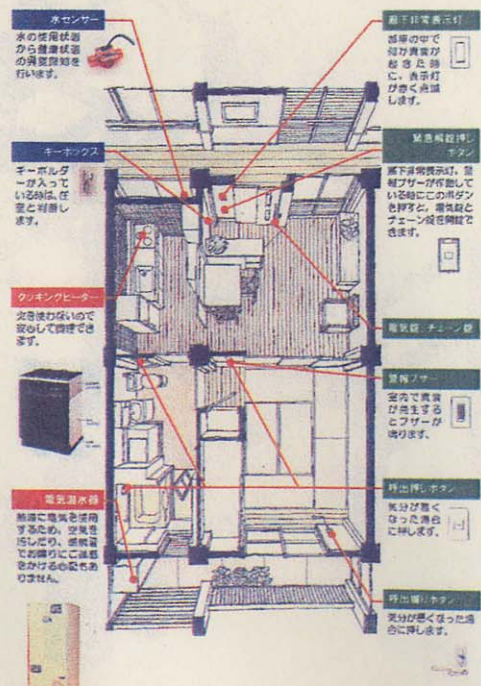 水センサー
水の使用状態
から健康状態
の異変察知を
行います。
キーボックス
キーホルダ
ーが入って
いる時は、在
室と判断し
ます。
クッキングヒーター
火を使わないので
安心して調理でき
ます。
電気温水器
熱源に電気を使用
するため、空気を
汚したり、爆発音
でお隣りにご迷惑
をかける心配もあ
りません。
廊下非常表示灯
部屋の中で
何か異変が
起きた時
に、表示灯
が赤く点滅
します。
緊急解錠押し
ボタン
廊下非常表示灯、警
報ブザーが作動して
いる時にこのボタン
を押すと、電気錠と
チェーン錠を開錠で
きます。
電気錠・チェーン錠
警報ブザー
室内で異変
が発生する
とブザーが
鳴ります。
呼出押しボタン
気分が悪く
なった場合
に押します。
呼出握りボタン
気分が悪くなった場
合に押します。